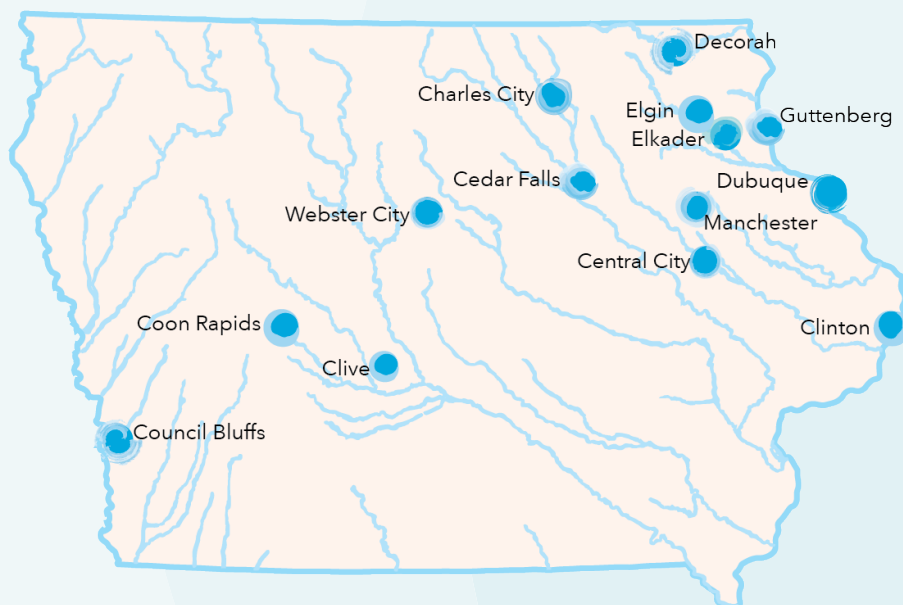 Decorah
Charles City
Elgin
Guttenberg
Elkader
Cedar Falls
Dubuque
Webster City
Manchester
Central City
Coon Rapids
Clinton
Clive
Council Bluffs